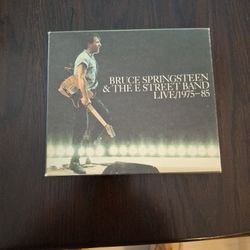 BRUCE SPRINGSTEEN
& THE E STREET BAND
LIVE/1975–85